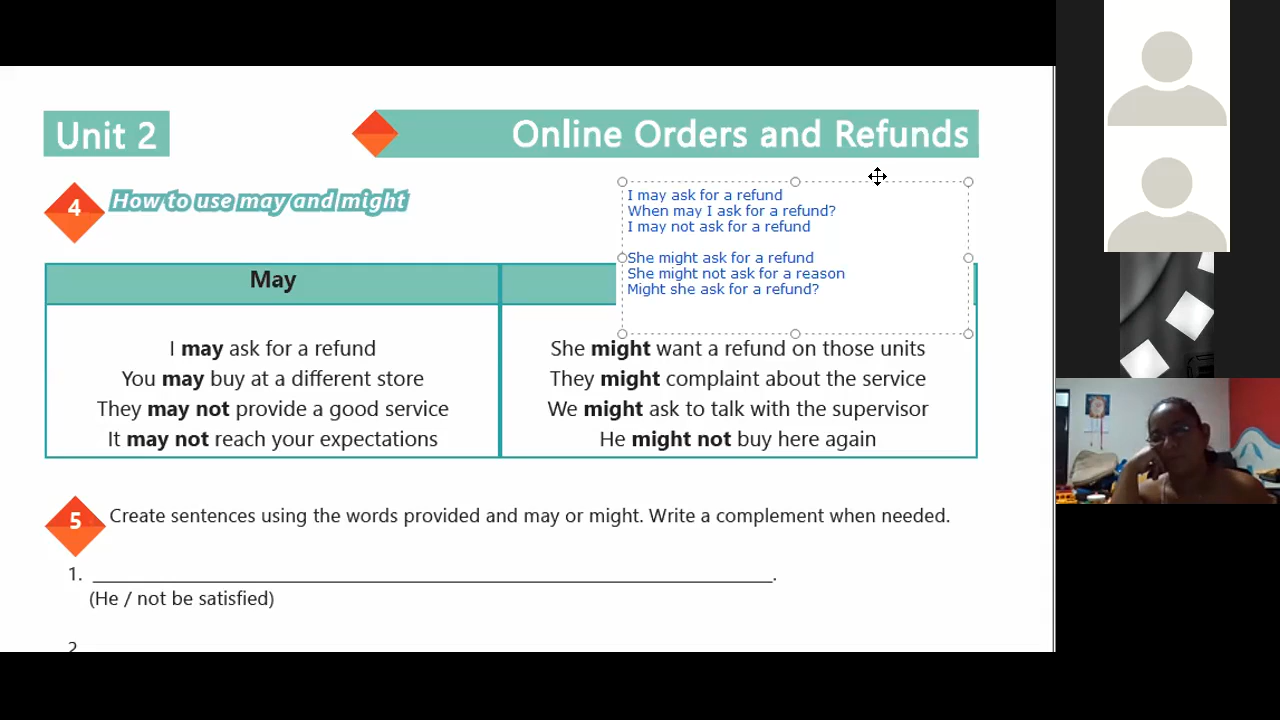 Unit 2
Online Orders and Refunds
4
How to use may and might
I may ask for a refund
When may I ask for a refund?
I may not ask for a refund
She might ask for a refund
She might not ask for a reason
Might she ask for a refund?
May
I may ask for a refund
You may buy at a different store
They may not provide a good service
It may not reach your expectations
She might want a refund on those units
They might complaint about the service
We might ask to talk with the supervisor
He might not buy here again
5
Create sentences using the words provided and may or might. Write a complement when needed.
1. ______________________________.
(He / not be satisfied)
2